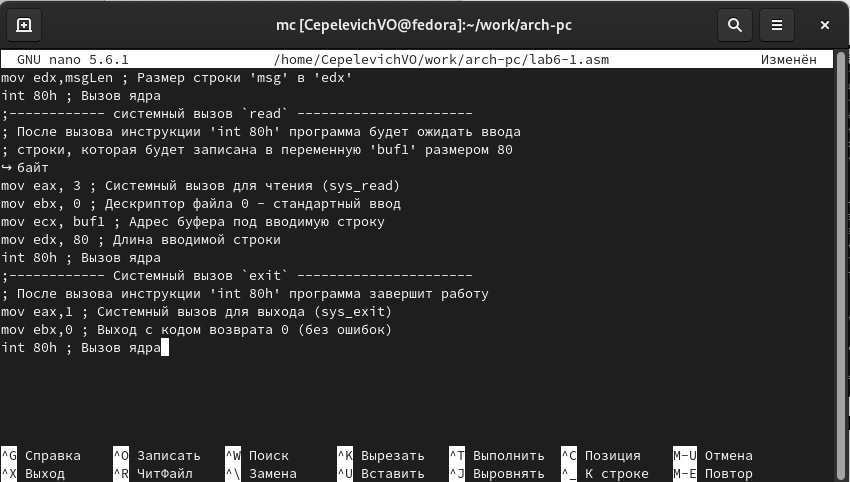 mc [CepelevichVO@fedora]:~/work/arch-pc
GNU nano 5.6.1 /home/CepelevichVO/work/arch-pc/lab6-1.asm Изменён
mov edx,msgLen ; Размер строки 'msg' в 'edx'
int 80h ; Вызов ядра
;------------ системный вызов `read` ----------------------
; После вызова инструкции 'int 80h' программа будет ожидать ввода
; строки, которая будет записана в переменную 'buf1' размером 80
↪ байт
mov eax, 3 ; Системный вызов для чтения (sys_read)
mov ebx, 0 ; Дескриптор файла 0 - стандартный ввод
mov ecx, buf1 ; Адрес буфера под вводимую строку
mov edx, 80 ; Длина вводимой строки
int 80h ; Вызов ядра
;------------ Системный вызов `exit` ----------------------
; После вызова инструкции 'int 80h' программа завершит работу
mov eax,1 ; Системный вызов для выхода (sys_exit)
mov ebx,0 ; Выход с кодом возврата 0 (без ошибок)
int 80h ; Вызов ядра
^G Справка ^O Записать ^W Поиск ^K Вырезать ^T Выполнить ^C Позиция M-U Отмена
^X Выход ^R ЧитФайл ^\ Замена ^U Вставить ^J Выровнять ^_ К строке M-E Повтор